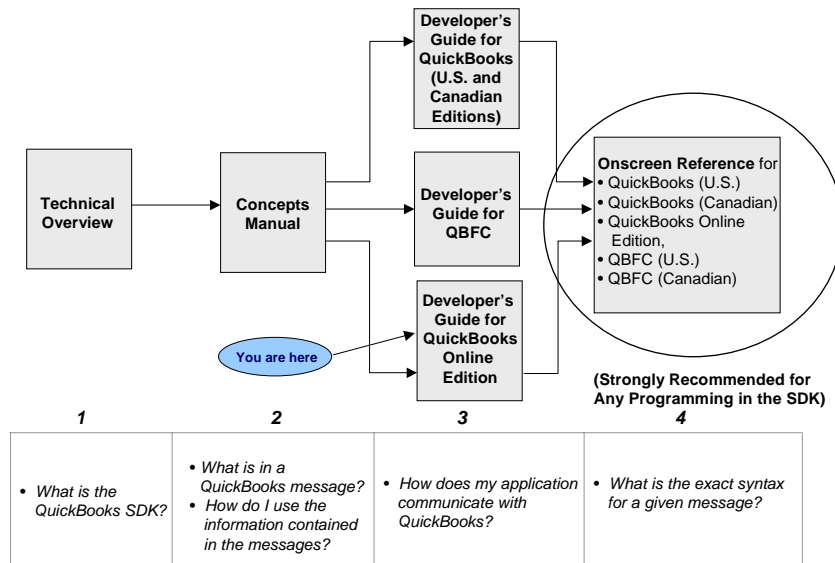 Technical
Overview
Concepts
Manual
Developer's
Guide for
QuickBooks
(U.S. and
Canadian
Editions)
Developer's
Guide for
QBFC
Developer's
Guide for
QuickBooks
Online
Edition
You are here
Onscreen Reference for
• QuickBooks (U.S.)
• QuickBooks (Canadian)
• QuickBooks Online
Edition,
• QBFC (U.S.)
• QBFC (Canadian)
(Strongly Recommended for
Any Programming in the SDK)
1
2
3
4
• What is the
QuickBooks SDK?
• What is in a
QuickBooks message?
• How do I use the
information contained
in the messages?
• How does my application
communicate with
QuickBooks?
• What is the exact syntax
for a given message?